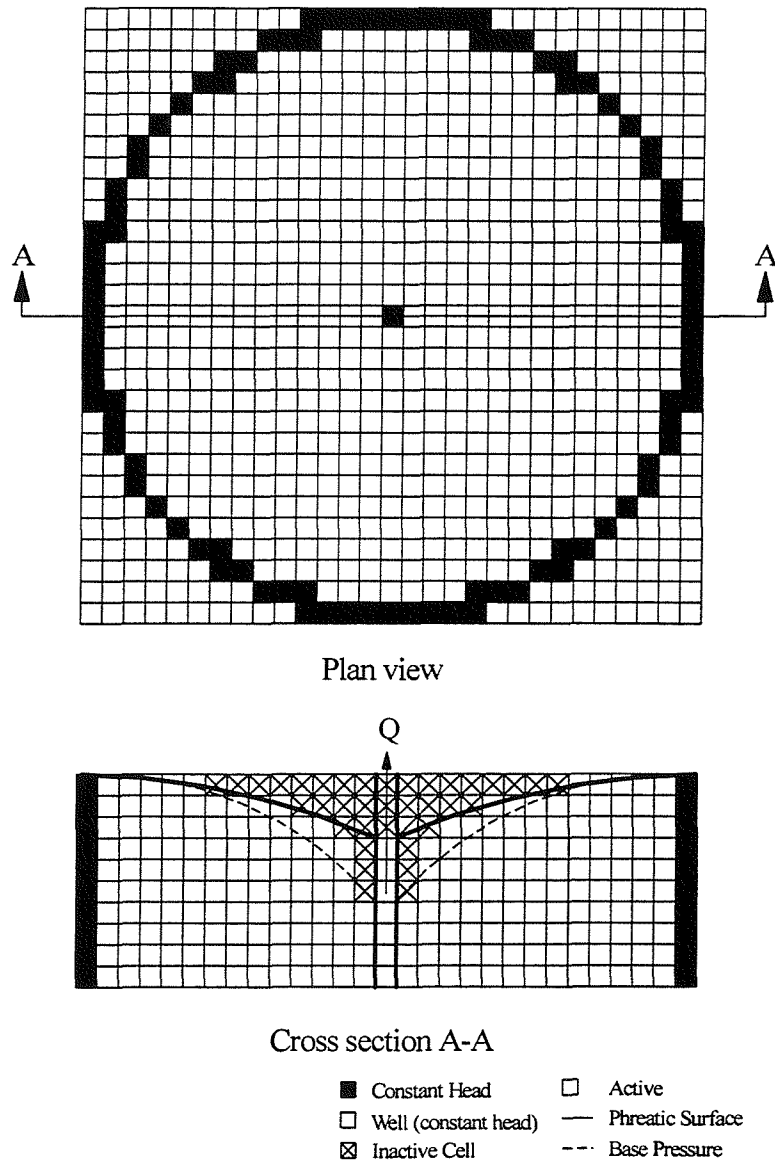 A
A
Plan view
Q
Cross section A-A
Constant Head
Active
Well (constant head)
Phreatic Surface
Inactive Cell
Base Pressure